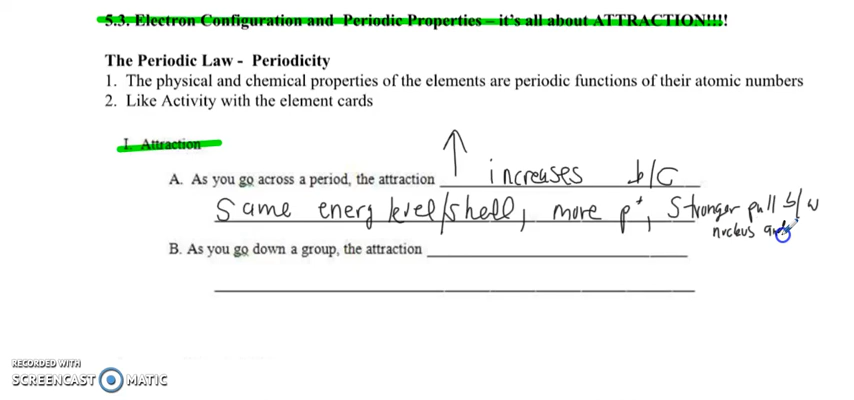 5.3. Electron Configuration and Periodic Properties – it's all about ATTRACTION!!!!
The Periodic Law - Periodicity
1. The physical and chemical properties of the elements are periodic functions of their atomic numbers
2. Like Activity with the element cards
I Attraction
A. As you go across a period, the attraction ↑ increases b/c
Same energ level/shell, more p⁺, stronger pull b/w
nucleus
B. As you go down a group, the attraction
RECORDED WITH
SCREENCAST MATIC